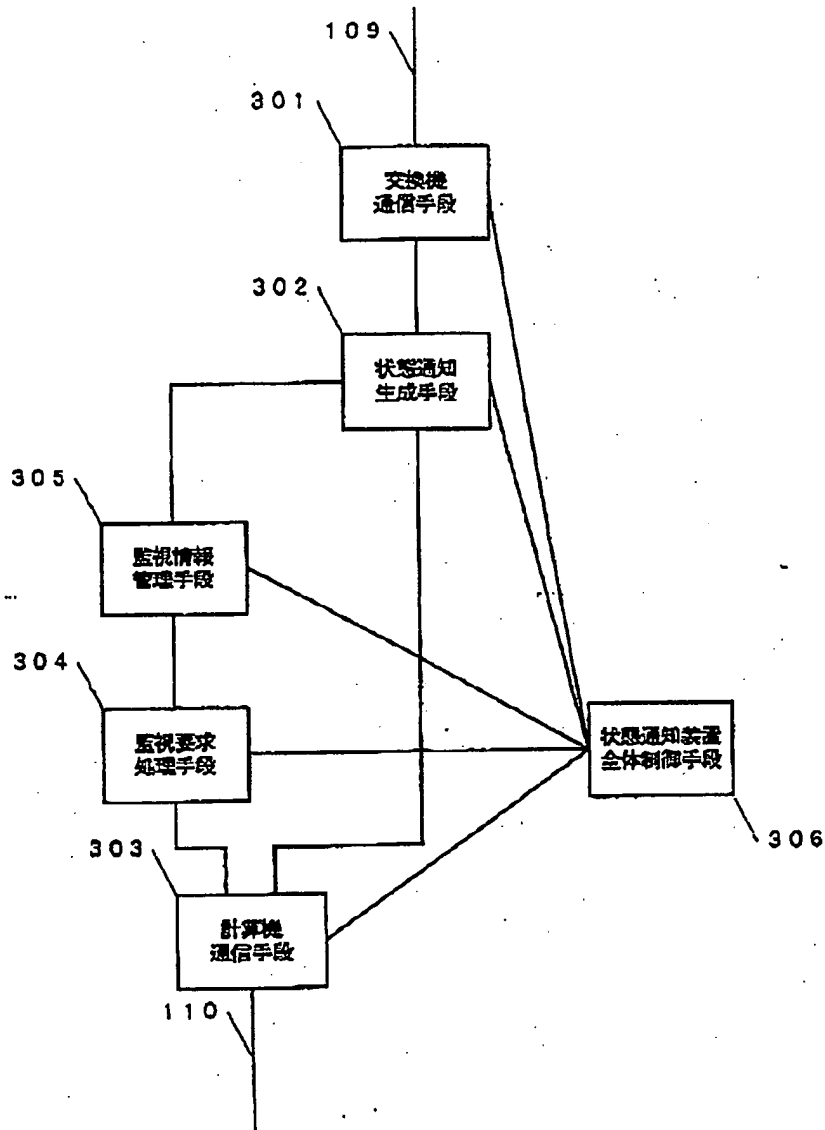 109
301
交換機
通信手段
302
状態通知
生成手段
305
監視情報
管理手段
304
監視要求
処理手段
状態通知装置
全体制御手段
306
303
計算機
通信手段
110